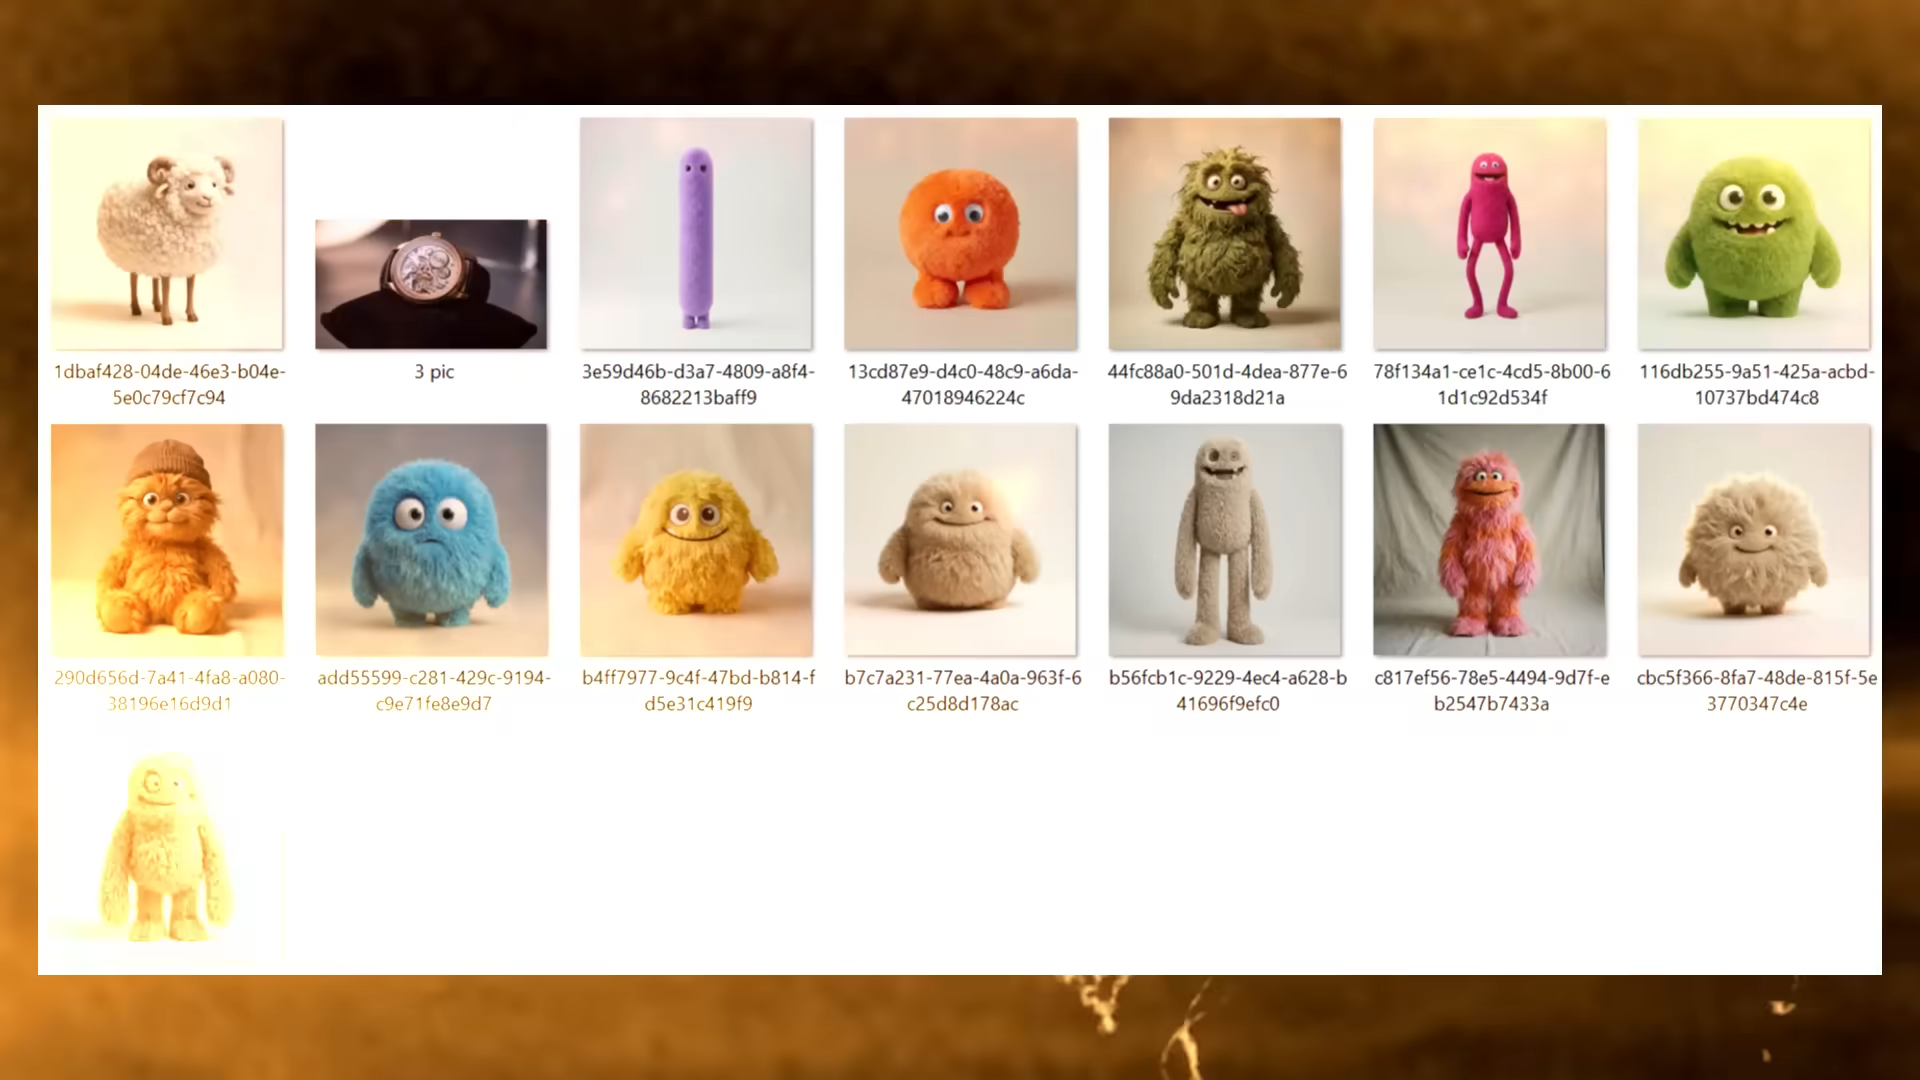 1dbaf428-04de-46e3-b04e-
5e0c79cf7c94
3 pic
3e59d46b-d3a7-4809-a8f4-
8682213baff9
13cd87e9-d4c0-48c9-a6da-
47018946224c
44fc88a0-501d-4dea-877e-6
9da2318d21a
78f134a1-ce1c-4cd5-8b00-6
1d1c92d534f
116db255-9a51-425a-acbd-
10737bd474c8
290d656d-7a41-4fa8-a080-
38196e16d9d1
add55599-c281-429c-9194-
c9e71fe8e9d7
b4ff7977-9c4f-47bd-b814-f
d5e31c419f9
b7c7a231-77ea-4a0a-963f-6
c25d8d178ac
b56fcb1c-9229-4ec4-a628-b
41696f9efc0
c817ef56-78e5-4494-9d7f-e
b2547b7433a
cbc5f366-8fa7-48de-815f-5e
3770347c4e